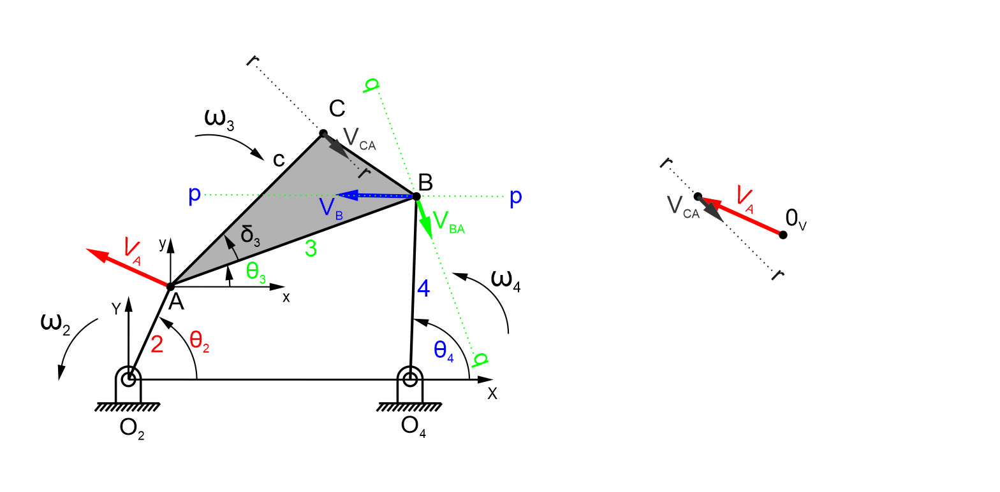 r
q
C
ω3
VCA
c
r
B
p
p
VB
VBA
δ3
y
VA
3
θ3
x
A
4
ω4
Y
ω2
2
θ2
θ4
q
X
O2
O4
r
VA
VCA
0V
r